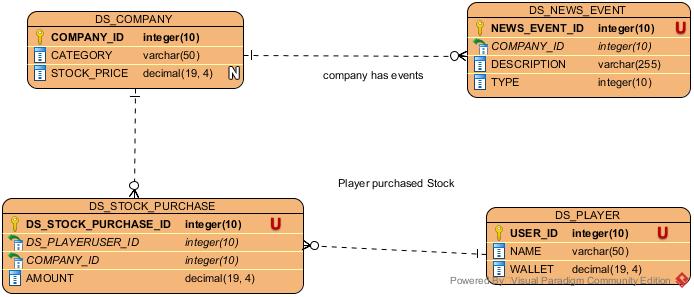 DS_COMPANY
COMPANY_ID integer(10)
CATEGORY varchar(50)
STOCK_PRICE decimal(19, 4) N
DS_NEWS_EVENT
NEWS_EVENT_ID integer(10) U
COMPANY_ID integer(10)
DESCRIPTION varchar(255)
TYPE integer(10)
company has events
Player purchased Stock
DS_STOCK_PURCHASE
DS_STOCK_PURCHASE_ID integer(10) U
DS_PLAYERUSER_ID integer(10)
COMPANY_ID integer(10)
AMOUNT decimal(19, 4)
DS_PLAYER
USER_ID integer(10) U
NAME varchar(50)
WALLET decimal(19, 4)
Powered By Visual Paradigm Community Edition